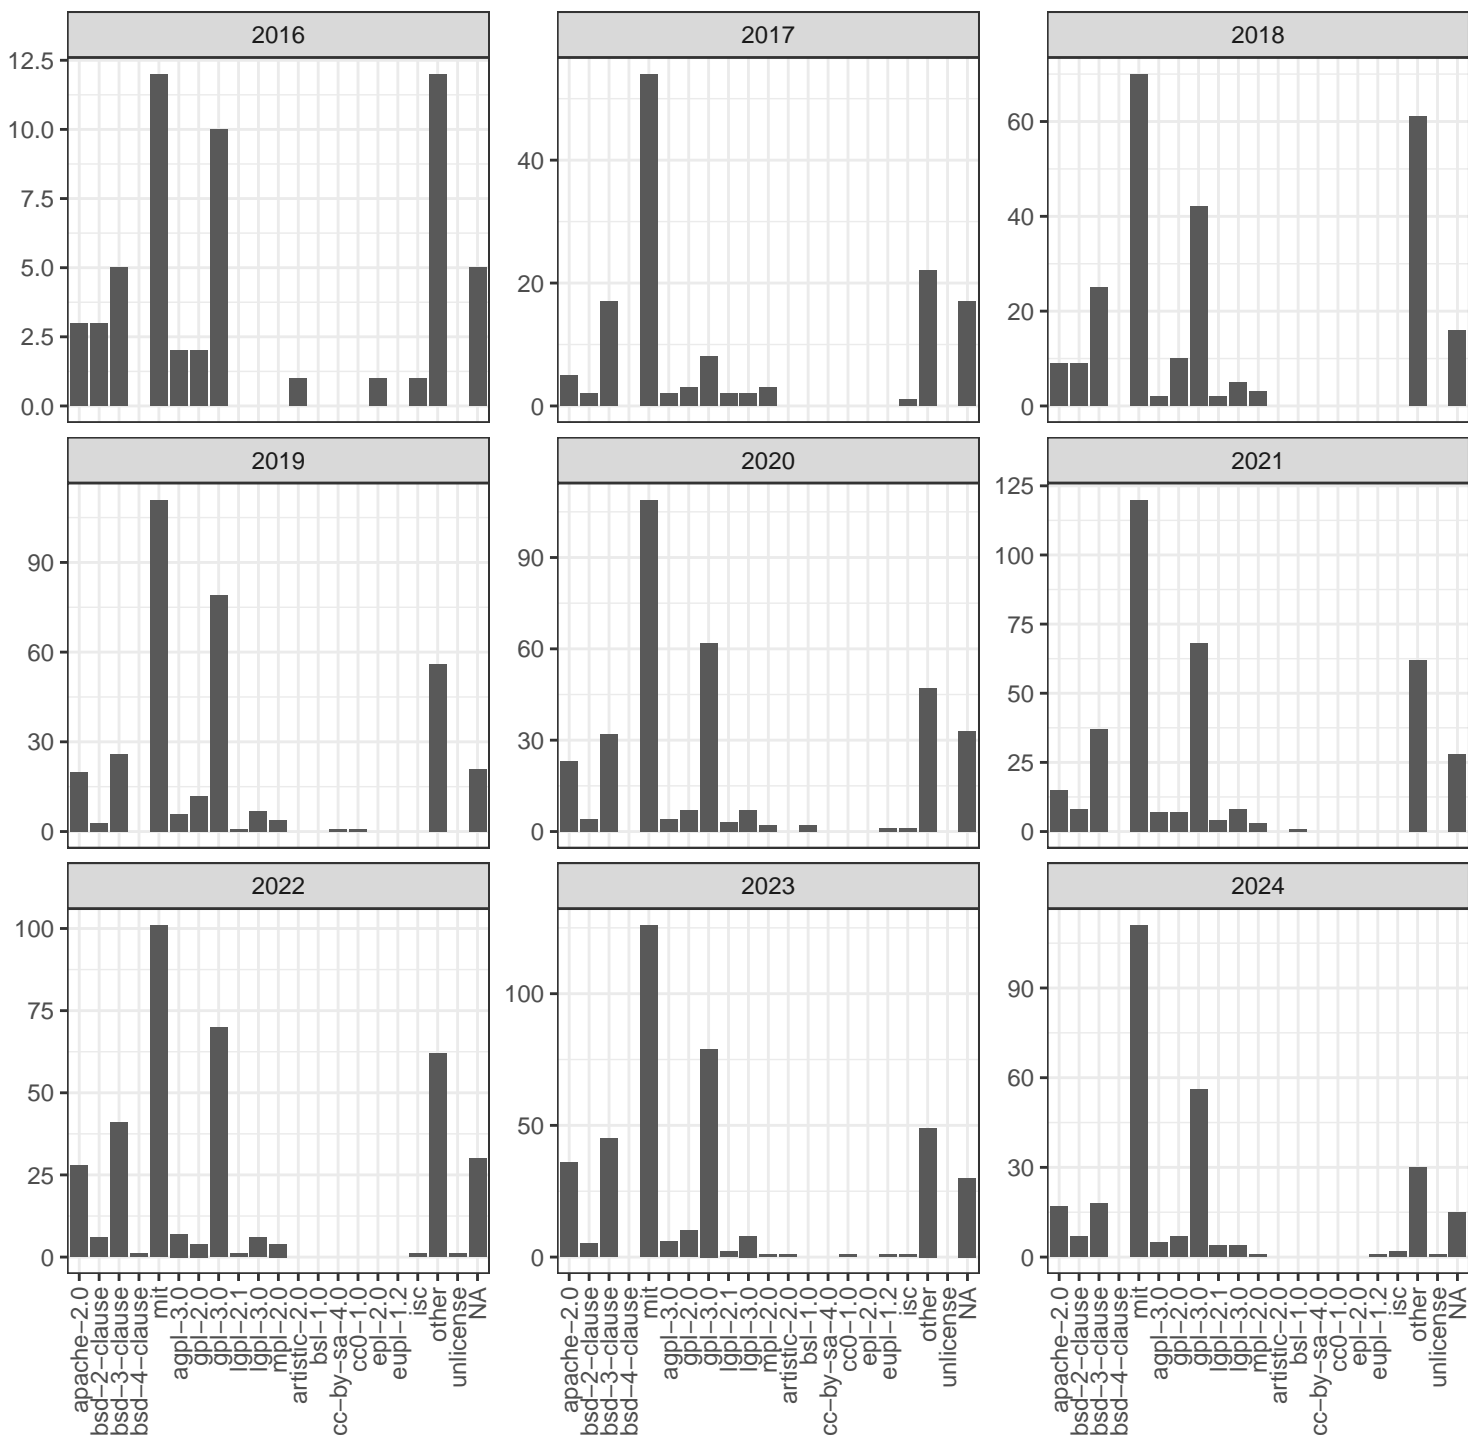 2016
2017
2018
12.5
10.0
7.5
5.0
2.5
0.0
40
20
0
60
40
20
0
2019
2020
2021
90
60
30
0
90
60
30
0
125
100
75
50
25
0
2022
2023
2024
100
75
50
25
0
100
50
0
90
60
30
0
apache−2.0
bsd−2−clause
bsd−3−clause
bsd−4−clause
mit
agpl−3.0
gpl−2.0
gpl−3.0
lgpl−2.1
lgpl−3.0
mpl−2.0
artistic−2.0
bsl−1.0
cc−by−sa−4.0
cc0−1.0
epl−2.0
eupl−1.2
isc
other
unlicense
NA
apache−2.0
bsd−2−clause
bsd−3−clause
bsd−4−clause
mit
agpl−3.0
gpl−2.0
gpl−3.0
lgpl−2.1
lgpl−3.0
mpl−2.0
artistic−2.0
bsl−1.0
cc−by−sa−4.0
cc0−1.0
epl−2.0
eupl−1.2
isc
other
unlicense
NA
apache−2.0
bsd−2−clause
bsd−3−clause
bsd−4−clause
mit
agpl−3.0
gpl−2.0
gpl−3.0
lgpl−2.1
lgpl−3.0
mpl−2.0
artistic−2.0
bsl−1.0
cc−by−sa−4.0
cc0−1.0
epl−2.0
eupl−1.2
isc
other
unlicense
NA